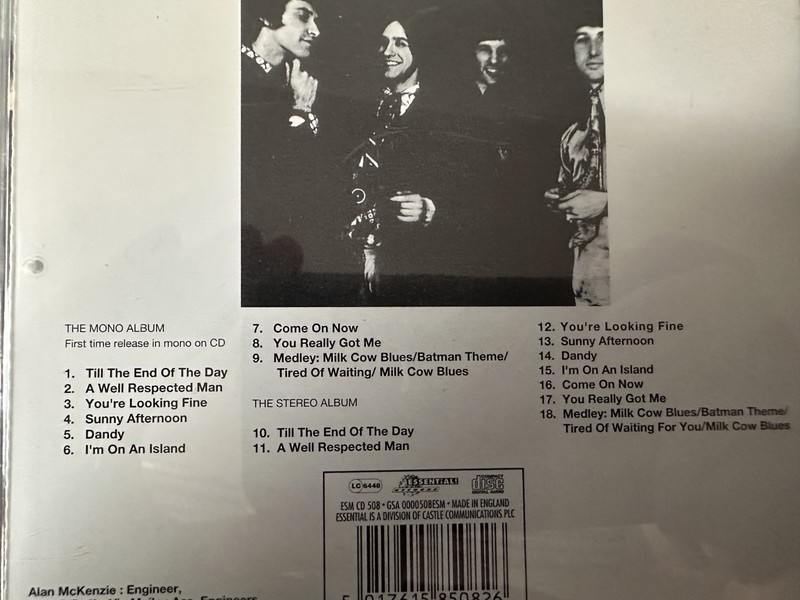 THE MONO ALBUM
First time release in mono on CD
1. Till The End Of The Day
2. A Well Respected Man
3. You're Looking Fine
4. Sunny Afternoon
5. Dandy
6. I'm On An Island
7. Come On Now
8. You Really Got Me
9. Medley: Milk Cow Blues/Batman Theme/
Tired Of Waiting/ Milk Cow Blues
THE STEREO ALBUM
10. Till The End Of The Day
11. A Well Respected Man
12. You're Looking Fine
13. Sunny Afternoon
14. Dandy
15. I'm On An Island
16. Come On Now
17. You Really Got Me
18. Medley: Milk Cow Blues/Batman Theme/
Tired Of Waiting For You/Milk Cow Blues
LC 6448
ESSENTIAL!
COMPACT
disc
DIGITAL AUDIO
ESM CD 508 • GSA 0000508ESM • MADE IN ENGLAND
ESSENTIAL IS A DIVISION OF CASTLE COMMUNICATIONS PLC
5 017615 850826
Alan McKenzie : Engineer,